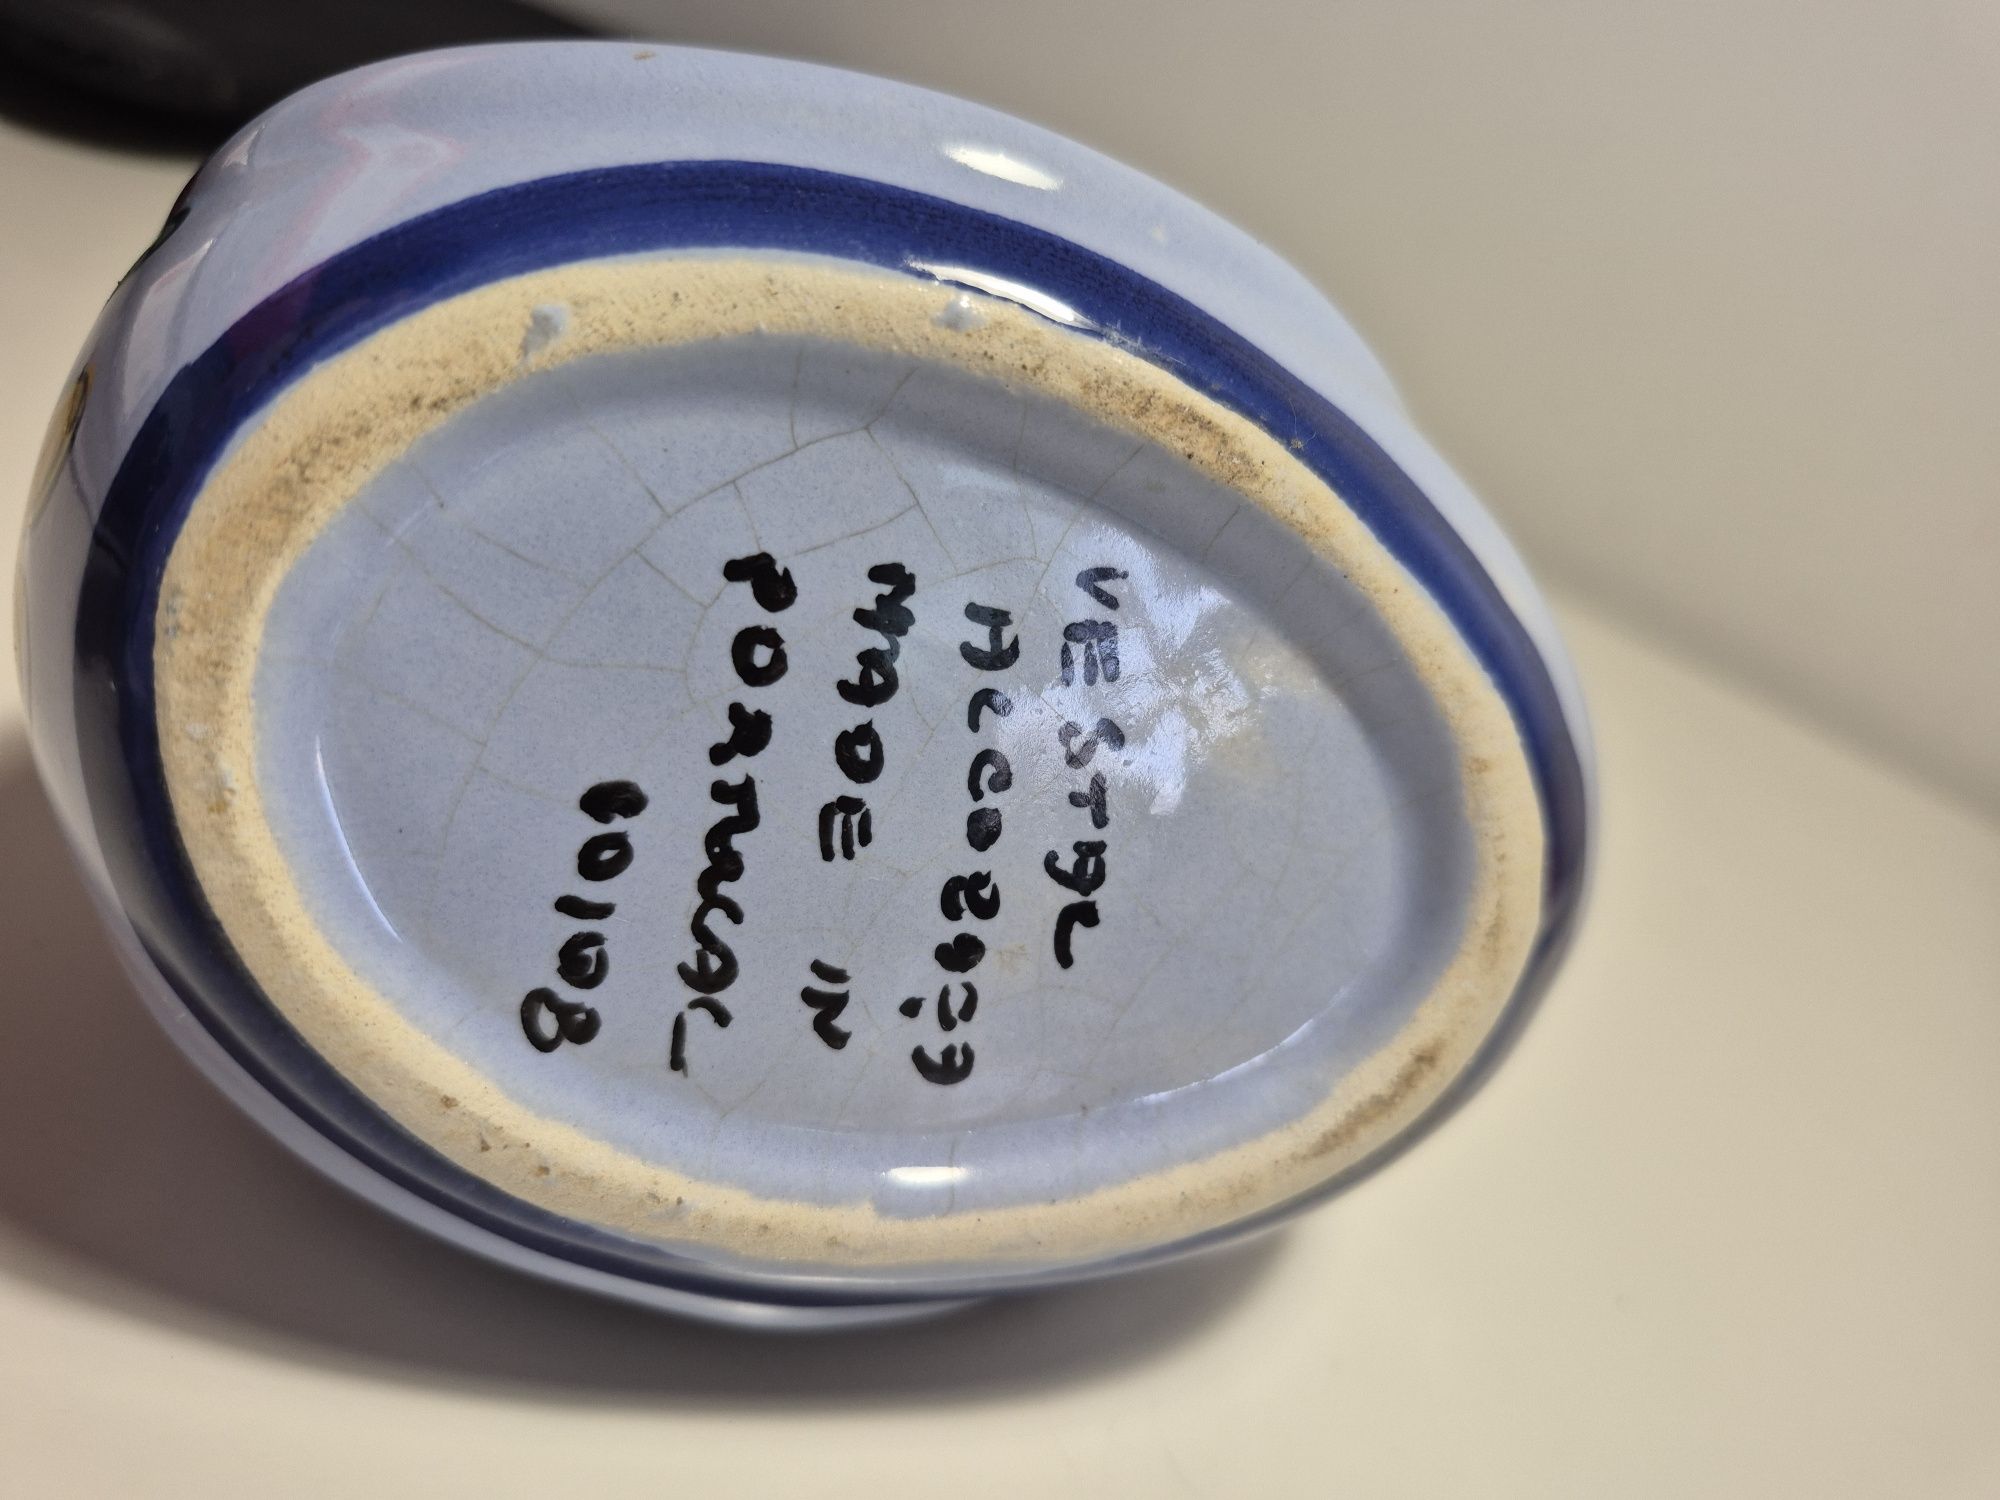 VESTAL
ALCOBAÇA
MADE IN
PORTUGAL
60108